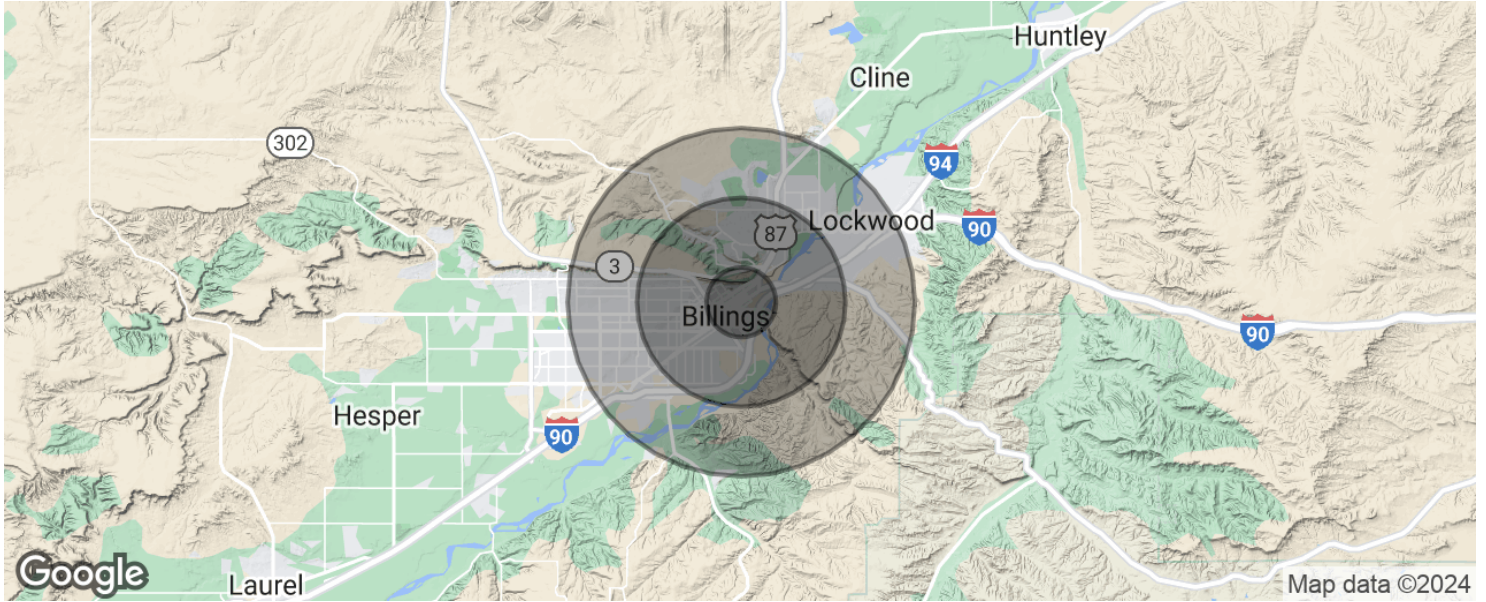 Huntley
Cline
302
94
Lockwood
90
87
3
Billings
90
Hesper
90
Google
Laurel
Map data ©2024